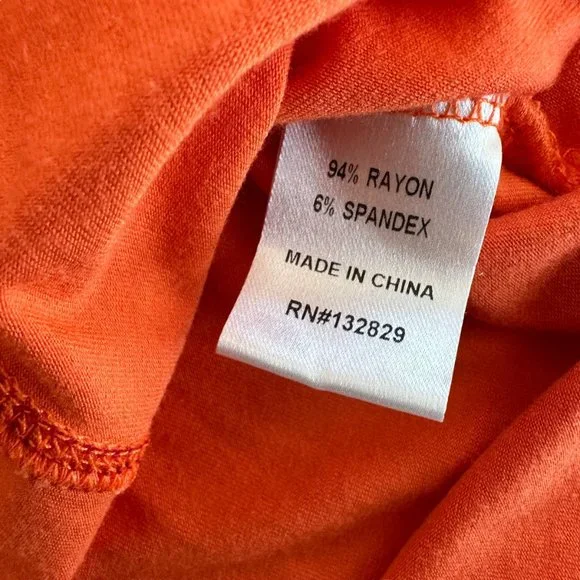 94% RAYON
6% SPANDEX
MADE IN CHINA
RN#132829